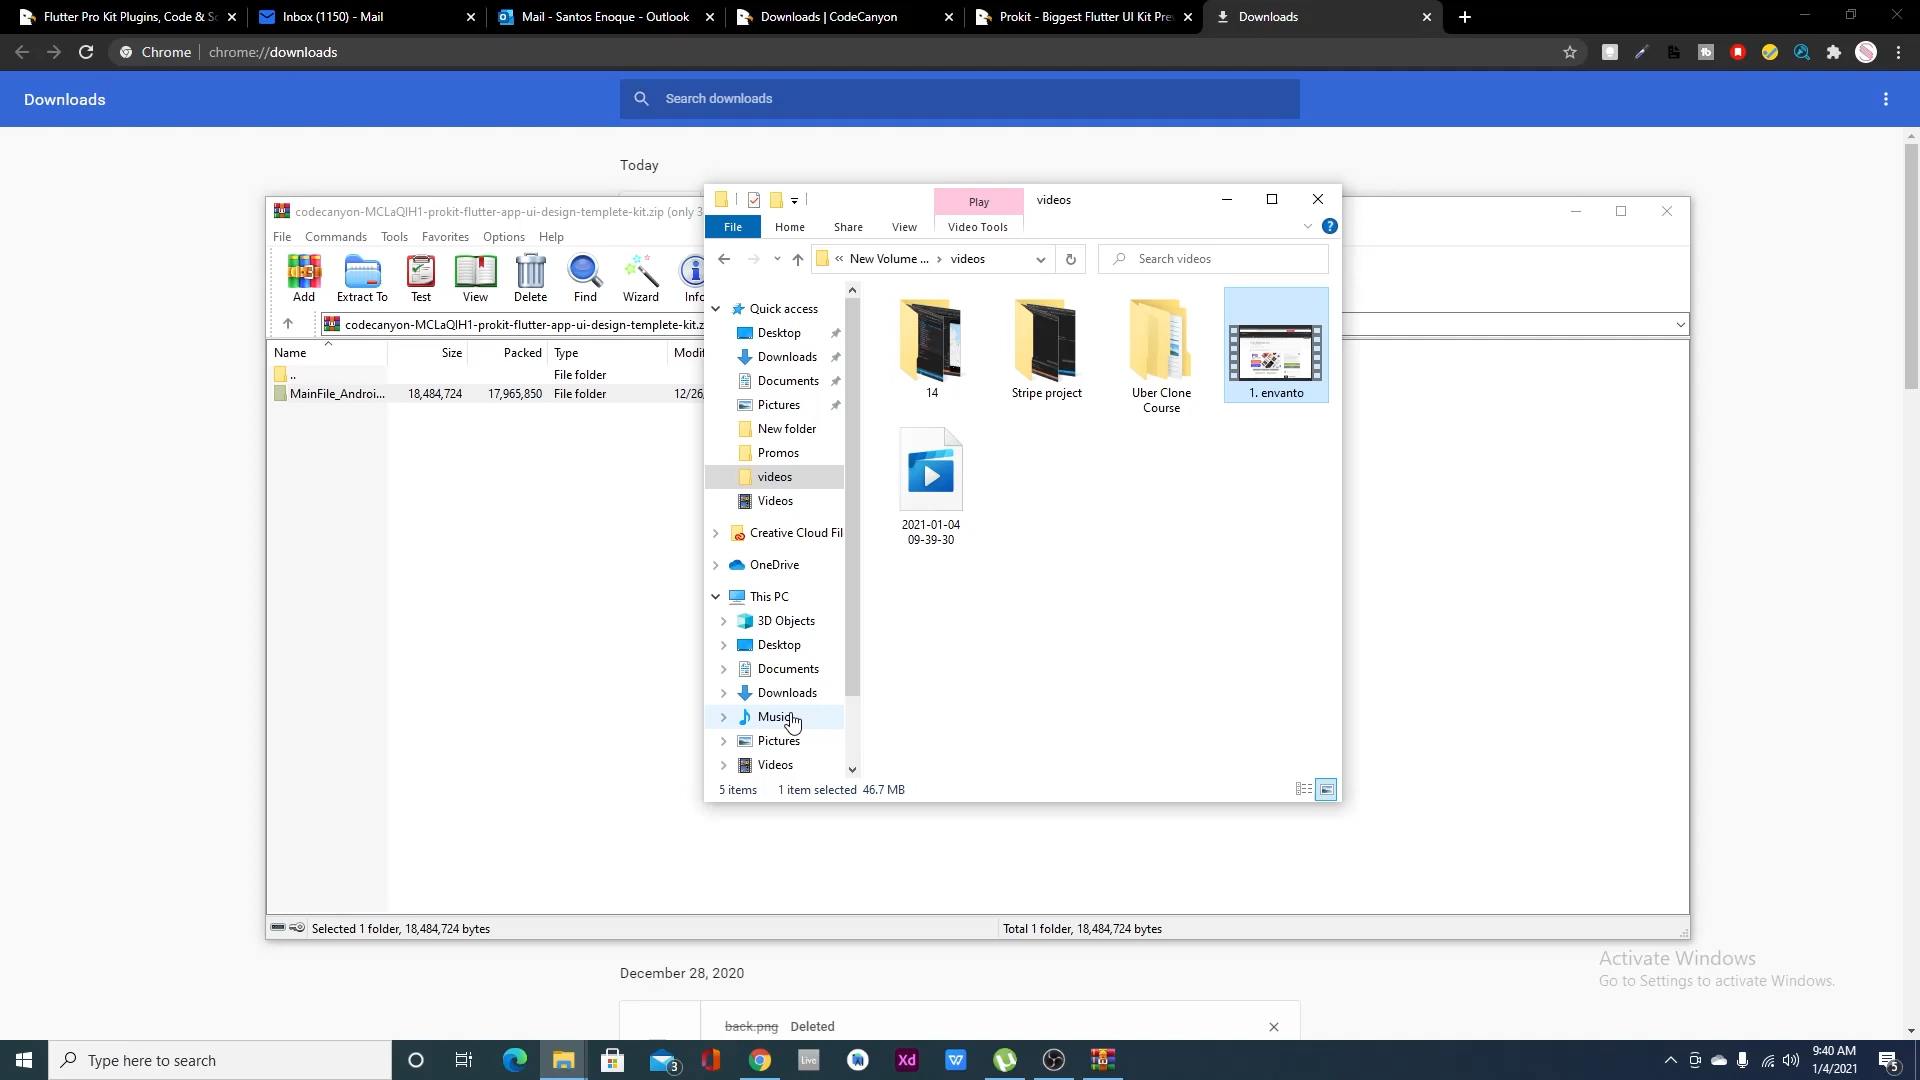 Flutter Pro Kit Plugins, Code & Sc
Inbox (1150) - Mail
Mail - Santos Enoque - Outlook
Downloads | CodeCanyon
Prokit - Biggest Flutter UI Kit Pre
Downloads
Chrome
chrome://downloads
Downloads
Search downloads
Today
codecanyon-MCLaQIH1-prokit-flutter-app-ui-design-templete-kit.zip (only 3
File Commands Tools Favorites Options Help
Add
Extract To
Test
View
Delete
Find
Wizard
Info
codecanyon-MCLaQIH1-prokit-flutter-app-ui-design-templete-kit.z
Name Size Packed Type Modif
.. File folder
MainFile_Androi... 18,484,724 17,965,850 File folder 12/26
Selected 1 folder, 18,484,724 bytes
Total 1 folder, 18,484,724 bytes
Play
videos
File Home Share View Video Tools
« New Volume ... › videos
Search videos
Quick access
Desktop
Downloads
Documents
Pictures
New folder
Promos
videos
Videos
Creative Cloud Fil
OneDrive
This PC
3D Objects
Desktop
Documents
Downloads
Music
Pictures
Videos
14
Stripe project
Uber Clone
Course
1. envanto
2021-01-04
09-39-30
5 items 1 item selected 46.7 MB
December 28, 2020
back.png Deleted
Activate Windows
Go to Settings to activate Windows.
Type here to search
3
Live
Xd
W
9:40 AM
1/4/2021
5